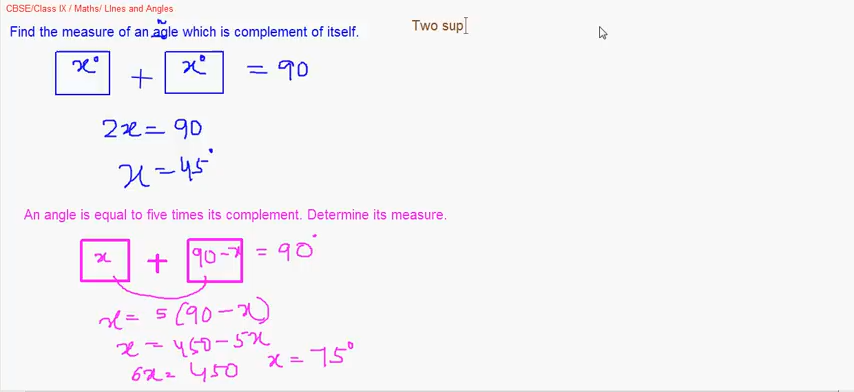 CBSE/Class IX / Maths/ LInes and Angles
Find the measure of an agle which is complement of itself.
n
x° + x° = 90
2x = 90
x = 45°
An angle is equal to five times its complement. Determine its measure.
x + 90-x = 90°
x = 5 (90 - x)
x = 450 - 5x
6x = 450
x = 75°
Two sup